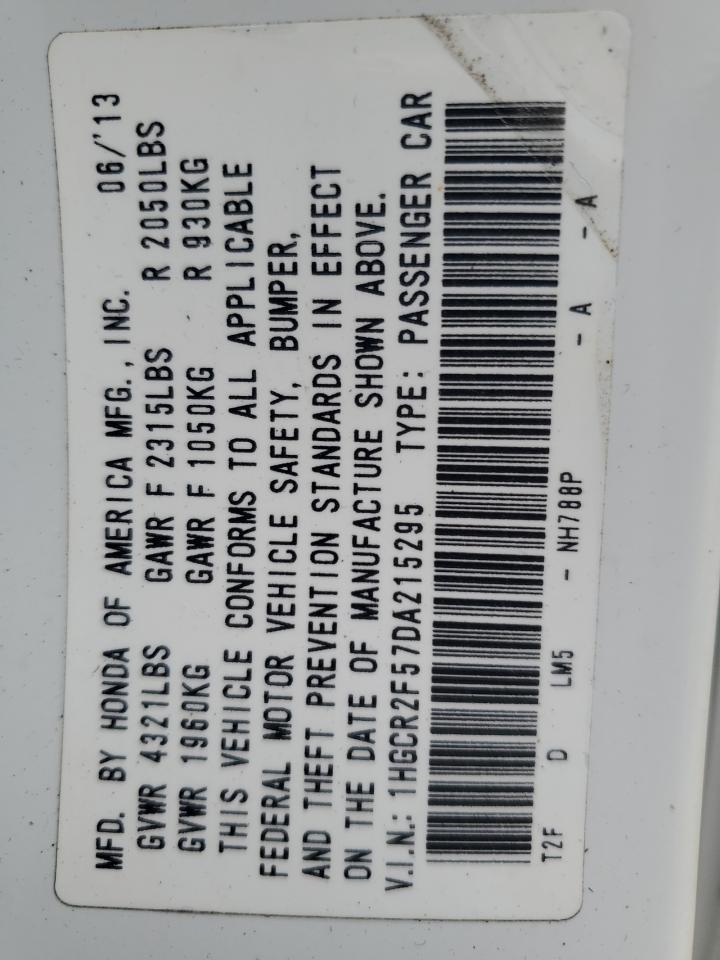 MFD. BY HONDA OF AMERICA MFG., INC. 06/'13
GVWR 4321LBS GAWR F 2315LBS R 2050LBS
GVWR 1960KG GAWR F 1050KG R 930KG
THIS VEHICLE CONFORMS TO ALL APPLICABLE
FEDERAL MOTOR VEHICLE SAFETY, BUMPER,
AND THEFT PREVENTION STANDARDS IN EFFECT
ON THE DATE OF MANUFACTURE SHOWN ABOVE.
V.I.N.: 1HGCR2F57DA215295 TYPE: PASSENGER CAR
T2F D LM5 - NH788P - A - A